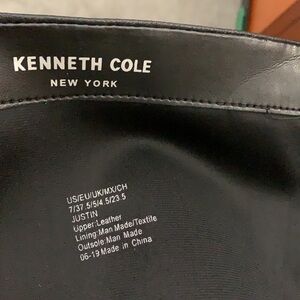 KENNETH COLE
NEW YORK
US/EU/UK/MX/CH
7/37.5/5/4.5/23.5
JUSTIN
Upper:Leather
Lining:Man Made/Textile
Outsole:Man Made
06-19 Made in China